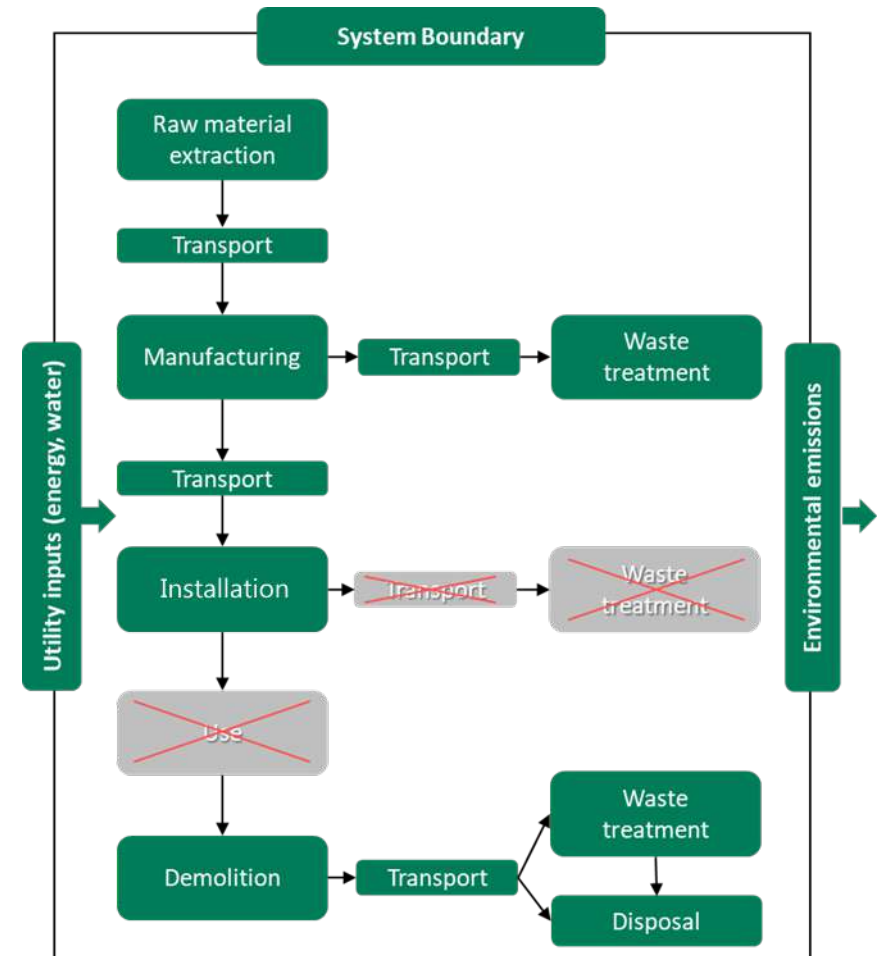 System Boundary
Raw material
extraction
Transport
Manufacturing
Transport
Waste
treatment
Transport
Installation
Transport
Waste
treatment
Use
Demolition
Transport
Waste
treatment
Disposal
Utility inputs (energy, water)
Environmental emissions